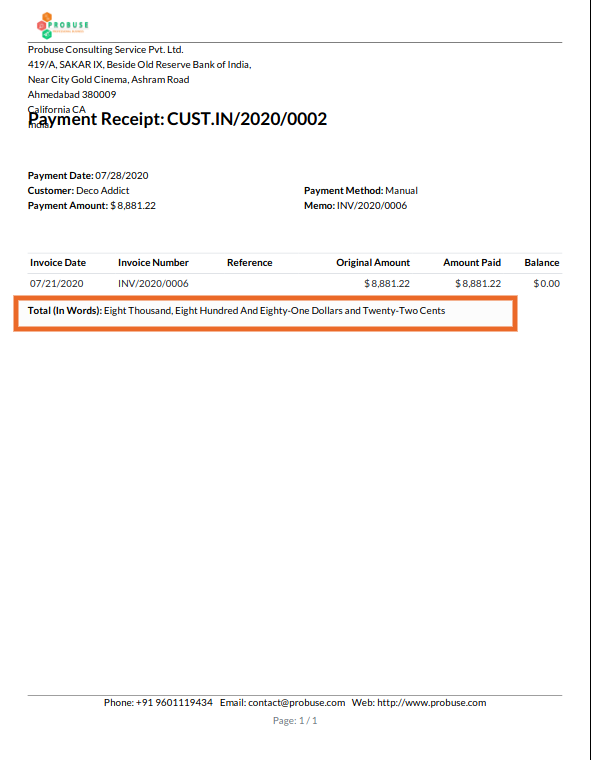 PROBUSE
Probuse Consulting Service Pvt. Ltd.
419/A, SAKAR IX, Beside Old Reserve Bank of India,
Near City Gold Cinema, Ashram Road
Ahmedabad 380009
California CA
India
Payment Receipt: CUST.IN/2020/0002
Payment Date: 07/28/2020
Customer: Deco Addict Payment Method: Manual
Payment Amount: $ 8,881.22 Memo: INV/2020/0006
Invoice Date Invoice Number Reference Original Amount Amount Paid Balance
07/21/2020 INV/2020/0006 $ 8,881.22 $ 8,881.22 $ 0.00
Total (In Words): Eight Thousand, Eight Hundred And Eighty-One Dollars and Twenty-Two Cents
Phone: +91 9601119434 Email: contact@probuse.com Web: http://www.probuse.com
Page: 1 / 1